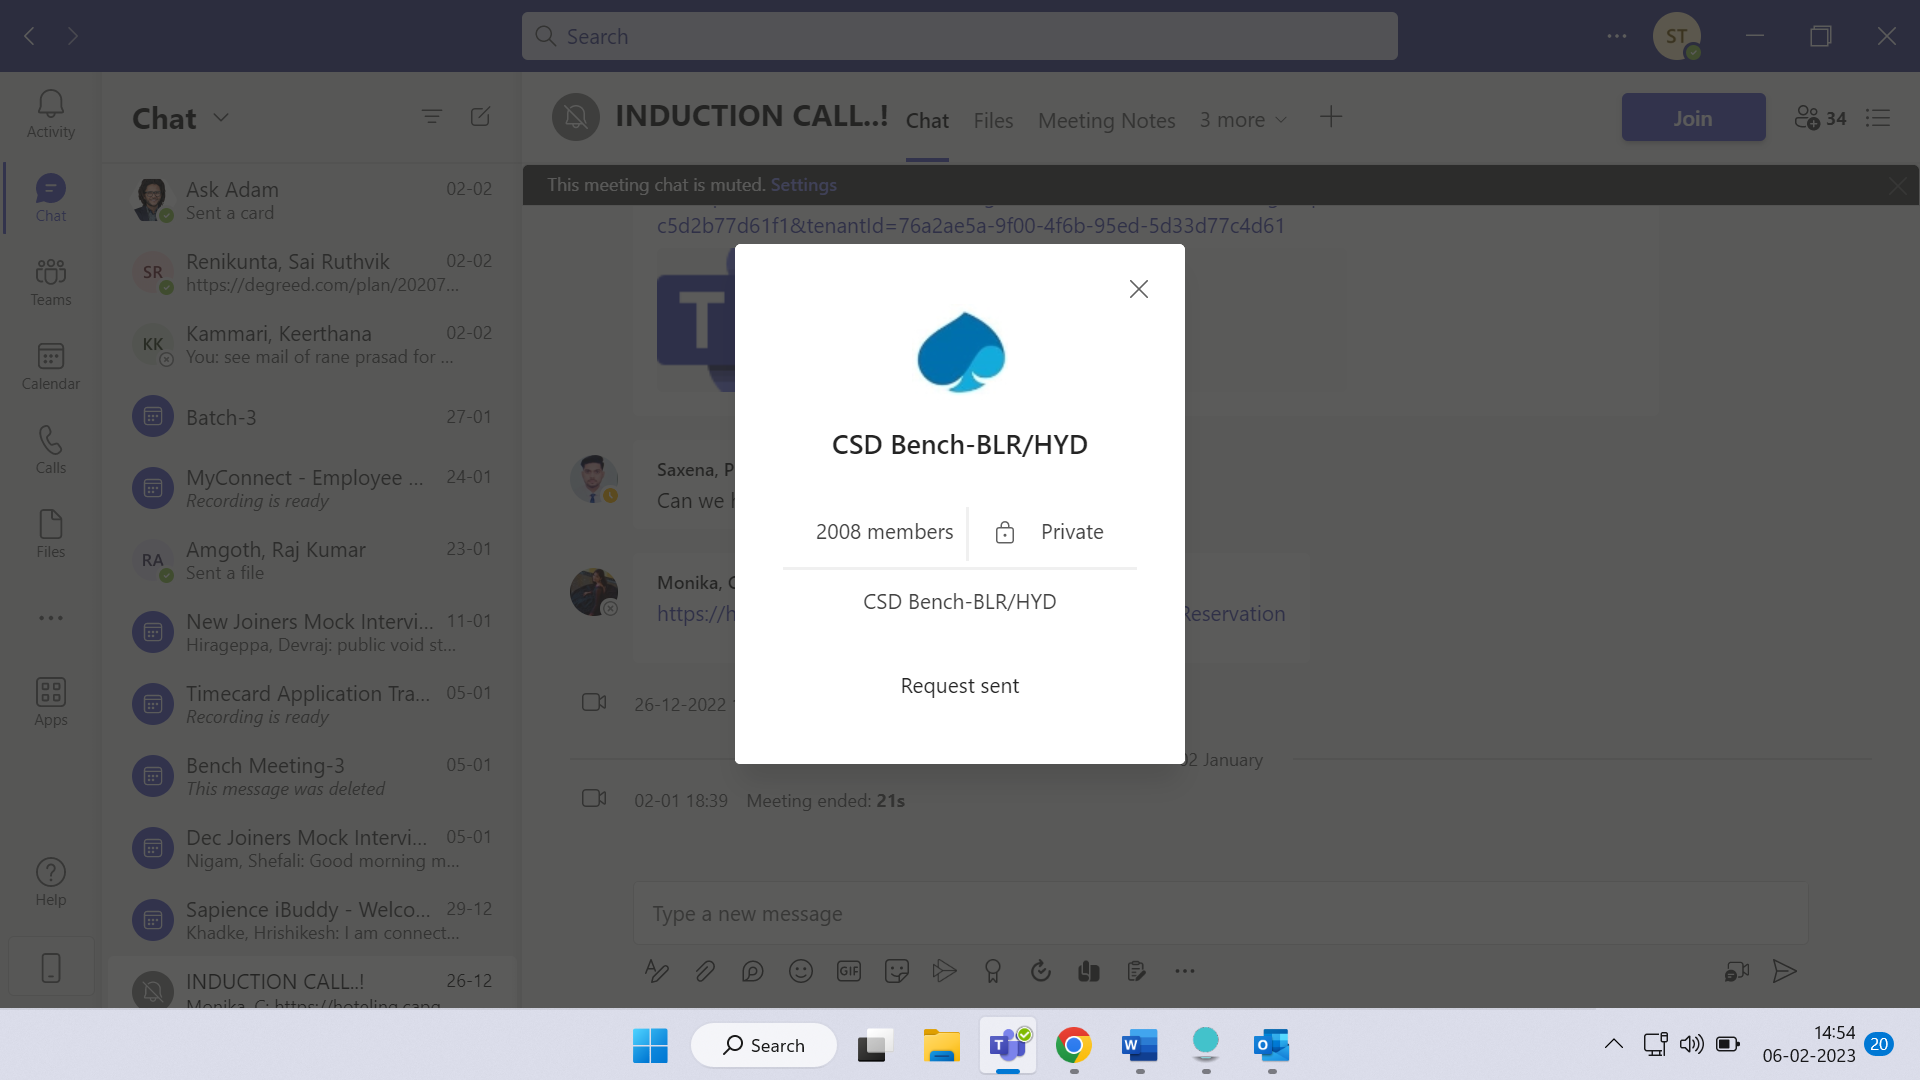 Search
ST
Activity
Chat
Teams
Calendar
Calls
Files
Apps
Help
Chat
Ask Adam 02-02
Sent a card
SR Renikunta, Sai Ruthvik 02-02
https://degreed.com/plan/20207...
KK Kammari, Keerthana 02-02
You: see mail of rane prasad for ...
Batch-3 27-01
MyConnect - Employee ... 24-01
Recording is ready
RA Amgoth, Raj Kumar 23-01
Sent a file
New Joiners Mock Intervi... 11-01
Hirageppa, Devraj: public void st...
Timecard Application Tra... 05-01
Recording is ready
Bench Meeting-3 05-01
This message was deleted
Dec Joiners Mock Intervi... 05-01
Nigam, Shefali: Good morning m...
Sapience iBuddy - Welco... 29-12
Khadke, Hrishikesh: I am connect...
INDUCTION CALL..! 26-12
Monika, C: https://hoteling.capg
INDUCTION CALL..! Chat Files Meeting Notes 3 more Join 34
This meeting chat is muted. Settings
c5d2b77d61f1&tenantId=76a2ae5a-9f00-4f6b-95ed-5d33d77c4d61
T
Saxena, P
Can we
Monika,
https://h Reservation
26-12-2022
2 January
02-01 18:39 Meeting ended: 21s
CSD Bench-BLR/HYD
2008 members Private
CSD Bench-BLR/HYD
Request sent
Type a new message
GIF
Search
T
W
O
14:54
06-02-2023
20